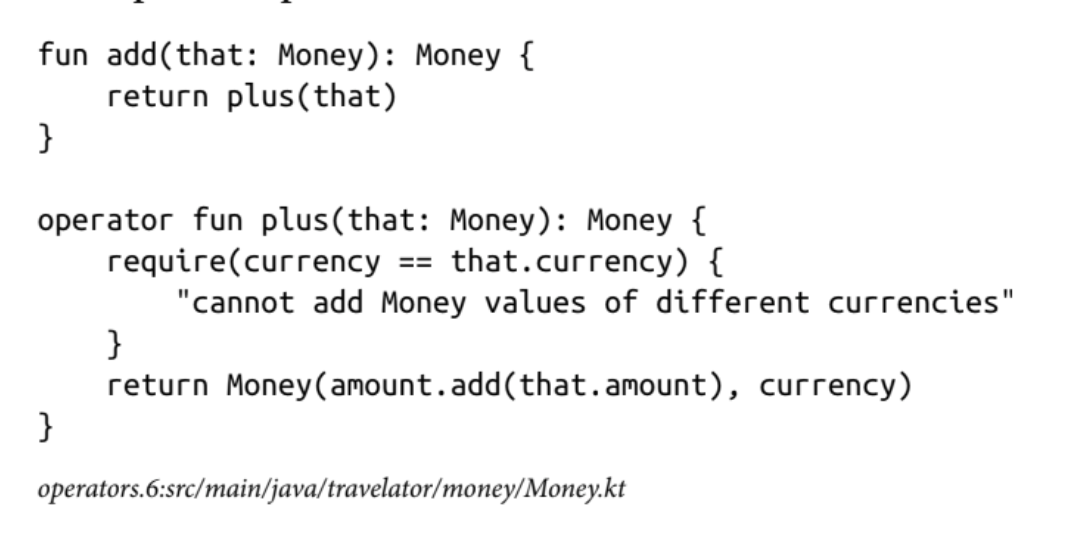 fun add(that: Money): Money {
    return plus(that)
}

operator fun plus(that: Money): Money {
    require(currency == that.currency) {
        "cannot add Money values of different currencies"
    }
    return Money(amount.add(that.amount), currency)
}
operators.6:src/main/java/travelator/money/Money.kt